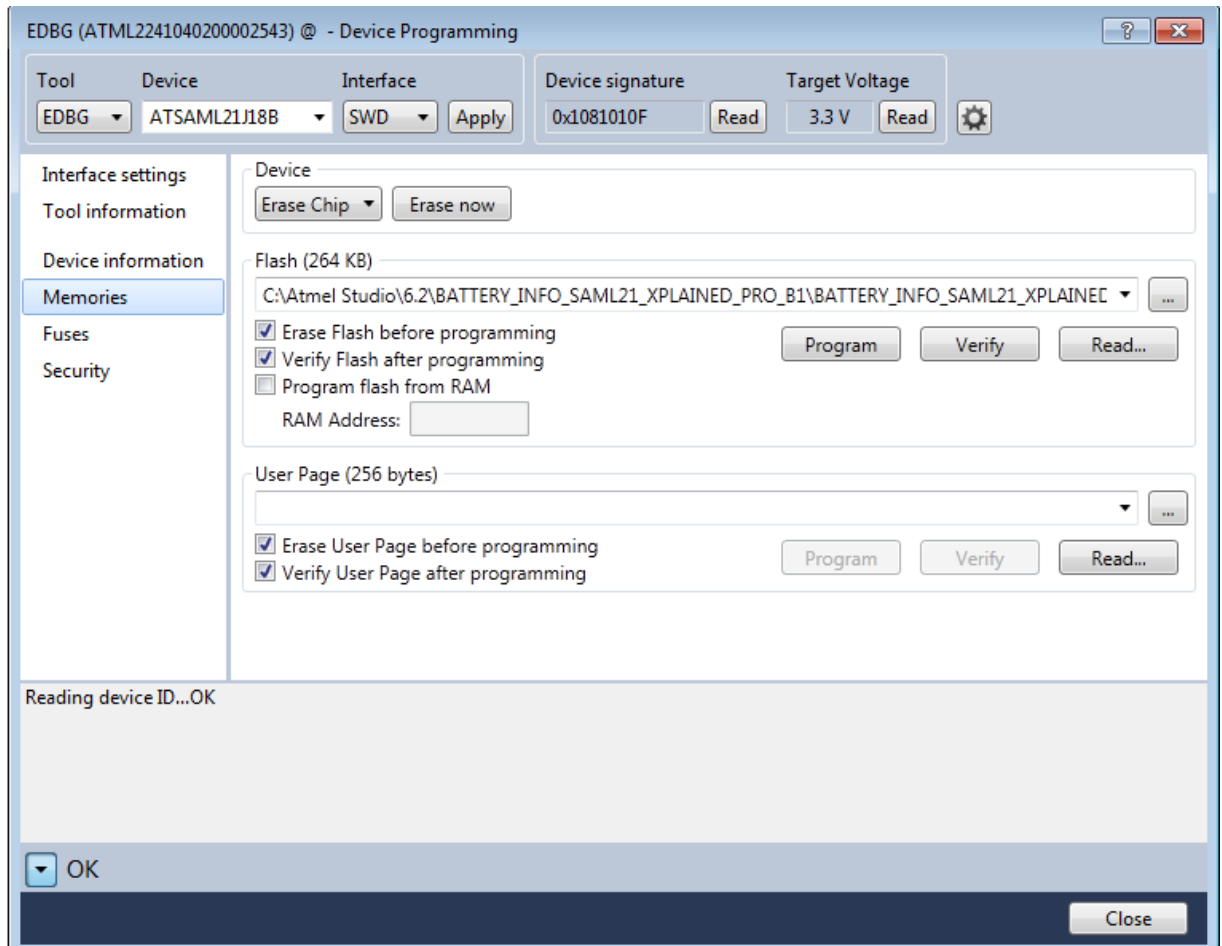 EDBG (ATML2241040200002543) @  - Device Programming
Tool Device Interface Device signature Target Voltage
EDBG ATSAML21J18B SWD Apply 0x1081010F Read 3.3 V Read
Interface settings
Tool information
Device information
Memories
Fuses
Security
Device
Erase Chip Erase now
Flash (264 KB)
C:\Atmel Studio\6.2\BATTERY_INFO_SAML21_XPLAINED_PRO_B1\BATTERY_INFO_SAML21_XPLAINED ...
Erase Flash before programming
Verify Flash after programming
Program flash from RAM
RAM Address:
Program Verify Read...
User Page (256 bytes)
...
Erase User Page before programming
Verify User Page after programming
Program Verify Read...
Reading device ID...OK
OK
Close